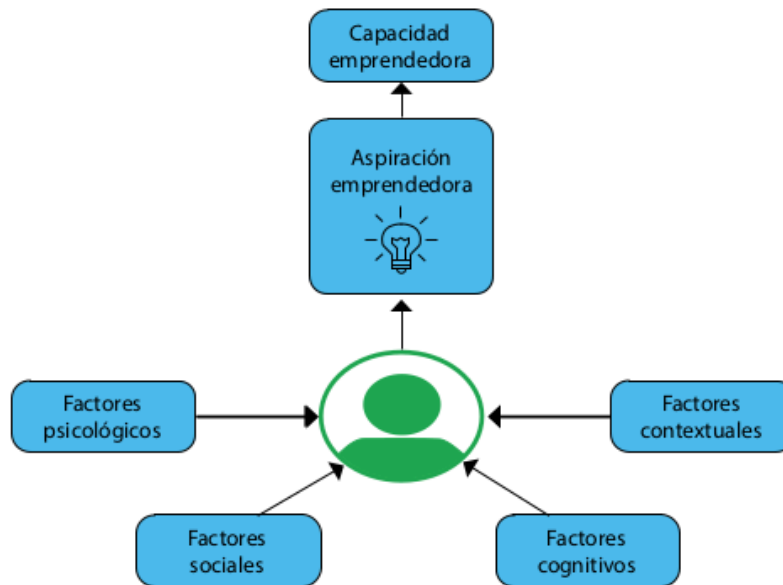 Capacidad
emprendedora
Aspiración
emprendedora
Factores
psicológicos
Factores
contextuales
Factores
sociales
Factores
cognitivos